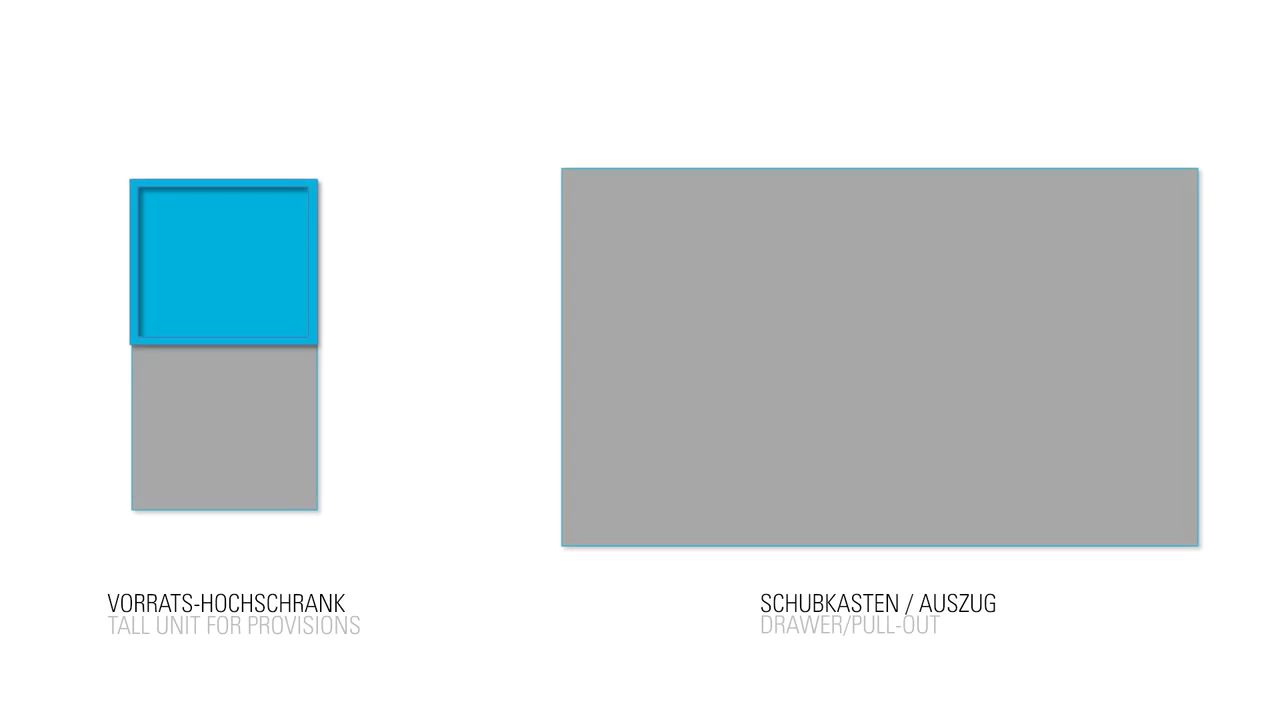 VORRATS-HOCHSCHRANK
TALL UNIT FOR PROVISIONS
SCHUBKASTEN / AUSZUG
DRAWER/PULL-OUT